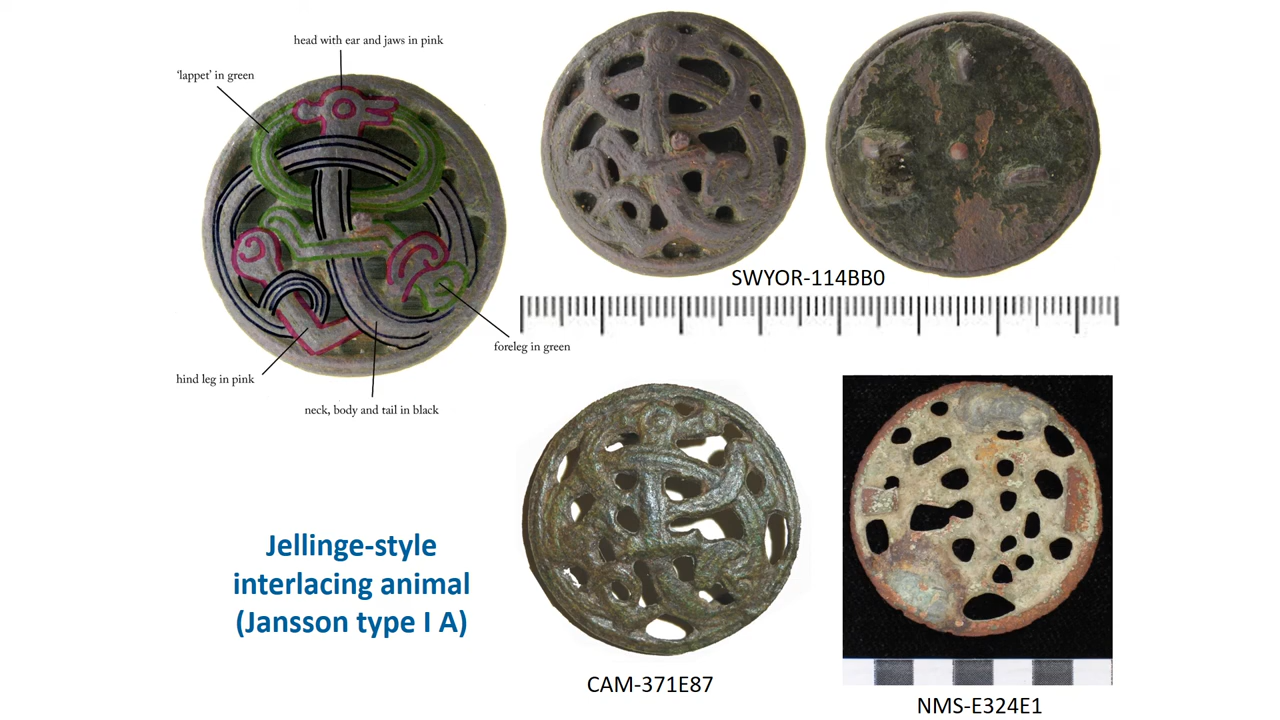 head with ear and jaws in pink
‘lappet’ in green
SWYOR-114BB0
foreleg in green
hind leg in pink
neck, body and tail in black
Jellinge-style
interlacing animal
(Jansson type I A)
CAM-371E87
NMS-E324E1